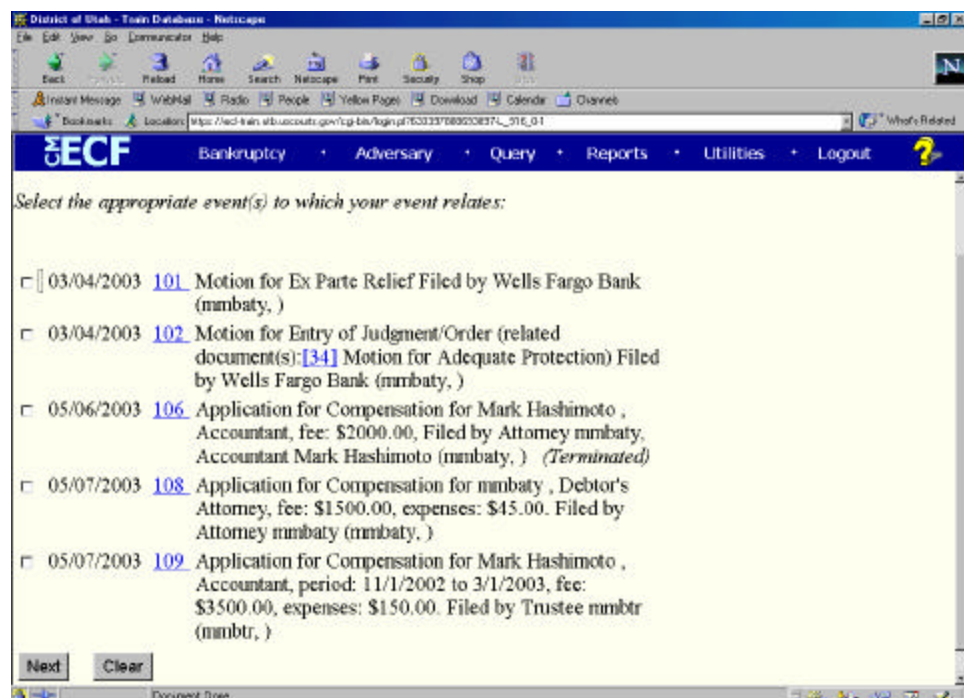 District of Utah - Train Database - Netscape
File Edit View Go Communicator Help
Back Reload Home Search Netscape Print Security Shop
Instant Message WebMail Radio People Yellow Pages Download Calendar Channels
Bookmarks Location: What's Related
CM ECF Bankruptcy · Adversary · Query · Reports · Utilities · Logout ?
Select the appropriate event(s) to which your event relates:
03/04/2003 101 Motion for Ex Parte Relief Filed by Wells Fargo Bank
(mmbaty, )
03/04/2003 102 Motion for Entry of Judgment/Order (related
document(s):[34] Motion for Adequate Protection) Filed
by Wells Fargo Bank (mmbaty, )
05/06/2003 106 Application for Compensation for Mark Hashimoto ,
Accountant, fee: $2000.00, Filed by Attorney mmbaty,
Accountant Mark Hashimoto (mmbaty, ) (Terminated)
05/07/2003 108 Application for Compensation for mmbaty , Debtor's
Attorney, fee: $1500.00, expenses: $45.00. Filed by
Attorney mmbaty (mmbaty, )
05/07/2003 109 Application for Compensation for Mark Hashimoto ,
Accountant, period: 11/1/2002 to 3/1/2003, fee:
$3500.00, expenses: $150.00. Filed by Trustee mmbtr
(mmbtr, )
Next Clear
Document: Done